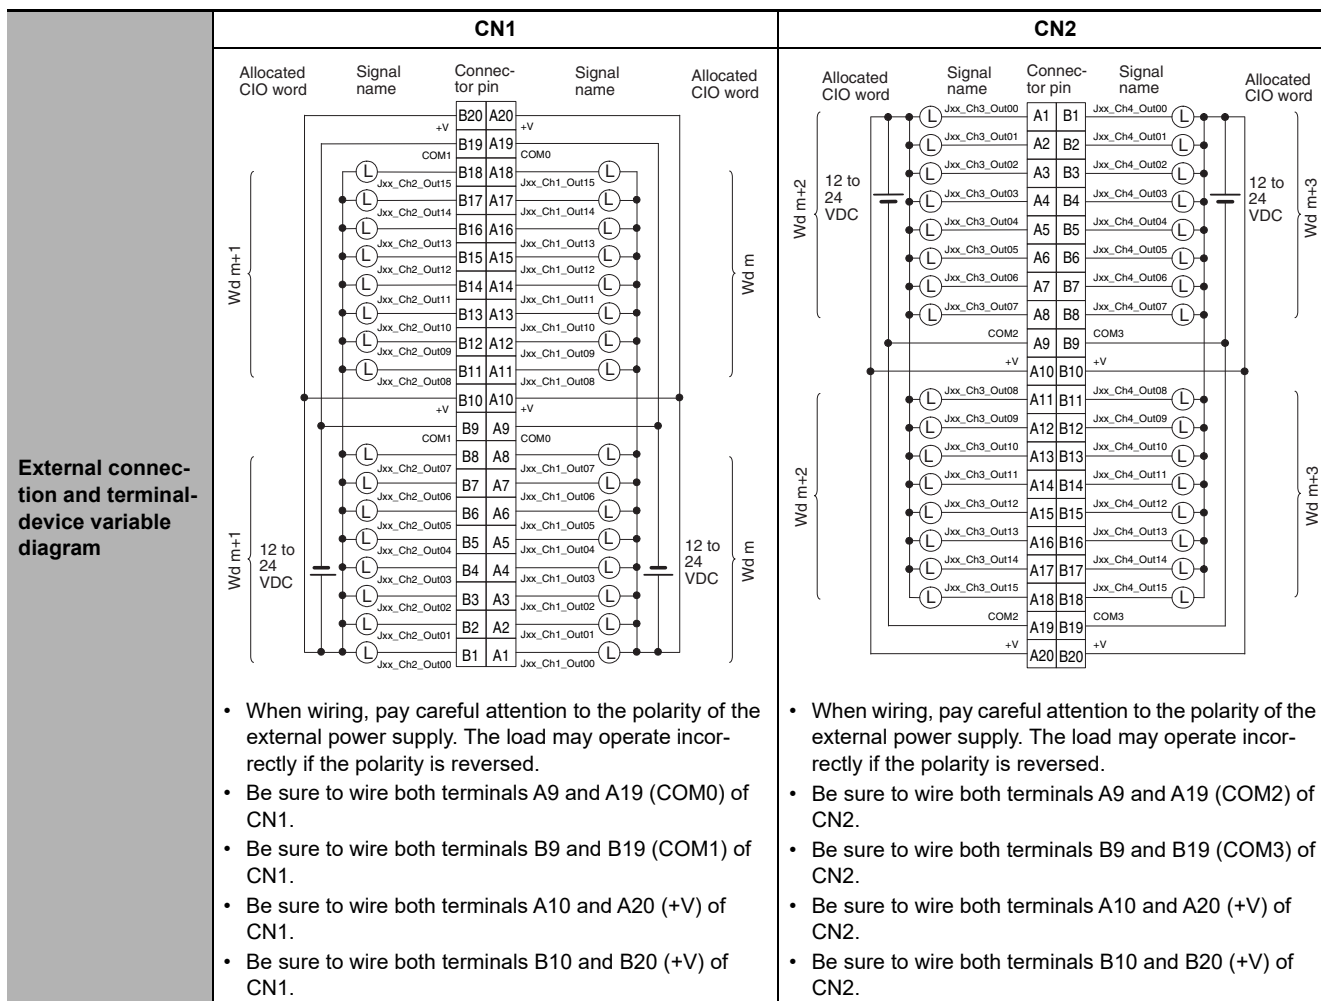 External connec-
tion and terminal-
device variable
diagram
CN1
Allocated
CIO word
Signal
name
Connec-
tor pin
Signal
name
Allocated
CIO word
+V B20 A20 +V
COM1 B19 A19 COM0
L Jxx_Ch2_Out15 B18 A18 Jxx_Ch1_Out15 L
L Jxx_Ch2_Out14 B17 A17 Jxx_Ch1_Out14 L
L Jxx_Ch2_Out13 B16 A16 Jxx_Ch1_Out13 L
L Jxx_Ch2_Out12 B15 A15 Jxx_Ch1_Out12 L
L Jxx_Ch2_Out11 B14 A14 Jxx_Ch1_Out11 L
L Jxx_Ch2_Out10 B13 A13 Jxx_Ch1_Out10 L
L Jxx_Ch2_Out09 B12 A12 Jxx_Ch1_Out09 L
L Jxx_Ch2_Out08 B11 A11 Jxx_Ch1_Out08 L
Wd m+1
Wd m
+V B10 A10 +V
COM1 B9 A9 COM0
L Jxx_Ch2_Out07 B8 A8 Jxx_Ch1_Out07 L
L Jxx_Ch2_Out06 B7 A7 Jxx_Ch1_Out06 L
L Jxx_Ch2_Out05 B6 A6 Jxx_Ch1_Out05 L
L Jxx_Ch2_Out04 B5 A5 Jxx_Ch1_Out04 L
L Jxx_Ch2_Out03 B4 A4 Jxx_Ch1_Out03 L
L Jxx_Ch2_Out02 B3 A3 Jxx_Ch1_Out02 L
L Jxx_Ch2_Out01 B2 A2 Jxx_Ch1_Out01 L
L Jxx_Ch2_Out00 B1 A1 Jxx_Ch1_Out00 L
Wd m+1
12 to
24
VDC
12 to
24
VDC
Wd m
• When wiring, pay careful attention to the polarity of the
external power supply. The load may operate incor-
rectly if the polarity is reversed.
• Be sure to wire both terminals A9 and A19 (COM0) of
CN1.
• Be sure to wire both terminals B9 and B19 (COM1) of
CN1.
• Be sure to wire both terminals A10 and A20 (+V) of
CN1.
• Be sure to wire both terminals B10 and B20 (+V) of
CN1.
CN2
Allocated
CIO word
Signal
name
Connec-
tor pin
Signal
name
Allocated
CIO word
L Jxx_Ch3_Out00 A1 B1 Jxx_Ch4_Out00 L
L Jxx_Ch3_Out01 A2 B2 Jxx_Ch4_Out01 L
L Jxx_Ch3_Out02 A3 B3 Jxx_Ch4_Out02 L
L Jxx_Ch3_Out03 A4 B4 Jxx_Ch4_Out03 L
L Jxx_Ch3_Out04 A5 B5 Jxx_Ch4_Out04 L
L Jxx_Ch3_Out05 A6 B6 Jxx_Ch4_Out05 L
L Jxx_Ch3_Out06 A7 B7 Jxx_Ch4_Out06 L
L Jxx_Ch3_Out07 A8 B8 Jxx_Ch4_Out07 L
Wd m+2
12 to
24
VDC
12 to
24
VDC
Wd m+3
COM2 A9 B9 COM3
+V A10 B10 +V
L Jxx_Ch3_Out08 A11 B11 Jxx_Ch4_Out08 L
L Jxx_Ch3_Out09 A12 B12 Jxx_Ch4_Out09 L
L Jxx_Ch3_Out10 A13 B13 Jxx_Ch4_Out10 L
L Jxx_Ch3_Out11 A14 B14 Jxx_Ch4_Out11 L
L Jxx_Ch3_Out12 A15 B15 Jxx_Ch4_Out12 L
L Jxx_Ch3_Out13 A16 B16 Jxx_Ch4_Out13 L
L Jxx_Ch3_Out14 A17 B17 Jxx_Ch4_Out14 L
L Jxx_Ch3_Out15 A18 B18 Jxx_Ch4_Out15 L
Wd m+2
Wd m+3
COM2 A19 B19 COM3
+V A20 B20 +V
• When wiring, pay careful attention to the polarity of the
external power supply. The load may operate incor-
rectly if the polarity is reversed.
• Be sure to wire both terminals A9 and A19 (COM2) of
CN2.
• Be sure to wire both terminals B9 and B19 (COM3) of
CN2.
• Be sure to wire both terminals A10 and A20 (+V) of
CN2.
• Be sure to wire both terminals B10 and B20 (+V) of
CN2.